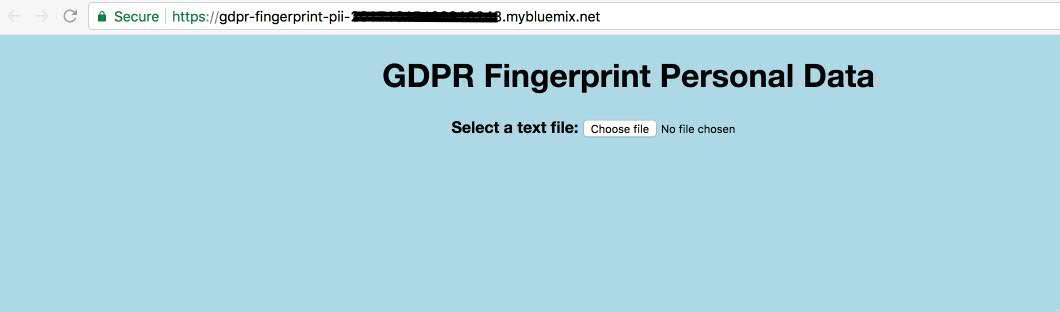 Secure https://gdpr-fingerprint-pii- .mybluemix.net
GDPR Fingerprint Personal Data
Select a text file: Choose file No file chosen